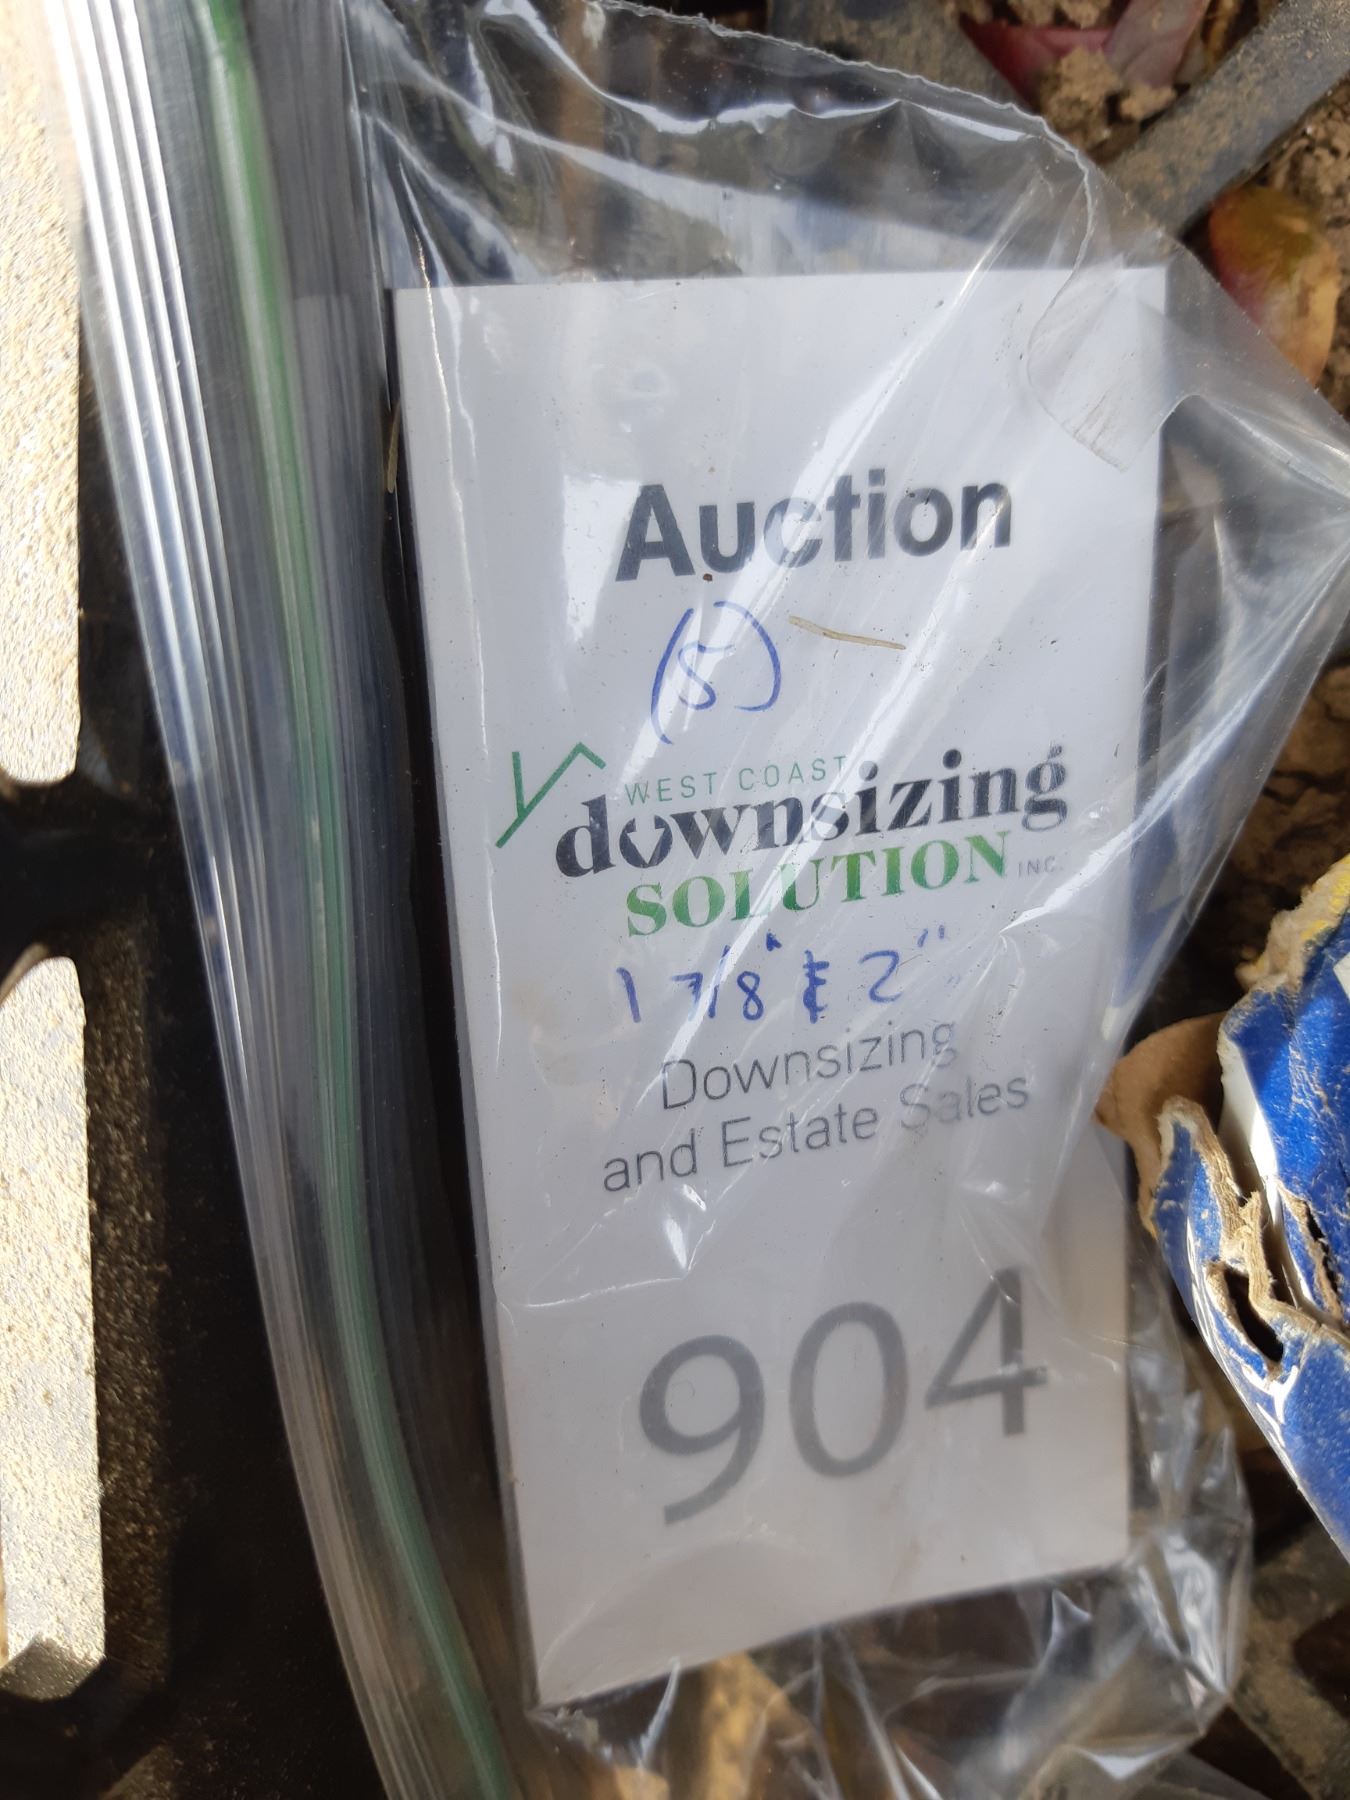 Auction
(5)
WEST COAST
downsizing
SOLUTION INC.
1 7/8" & 2"
Downsizing
and Estate Sales
904